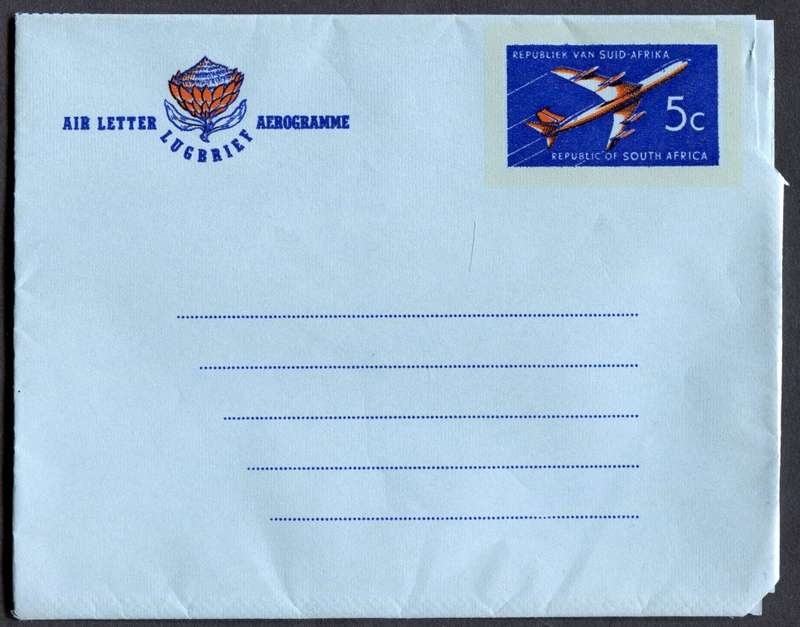 AIR LETTER LUGBRIEF AEROGRAMME
REPUBLIEK VAN SUID-AFRIKA
5c
REPUBLIC OF SOUTH AFRICA